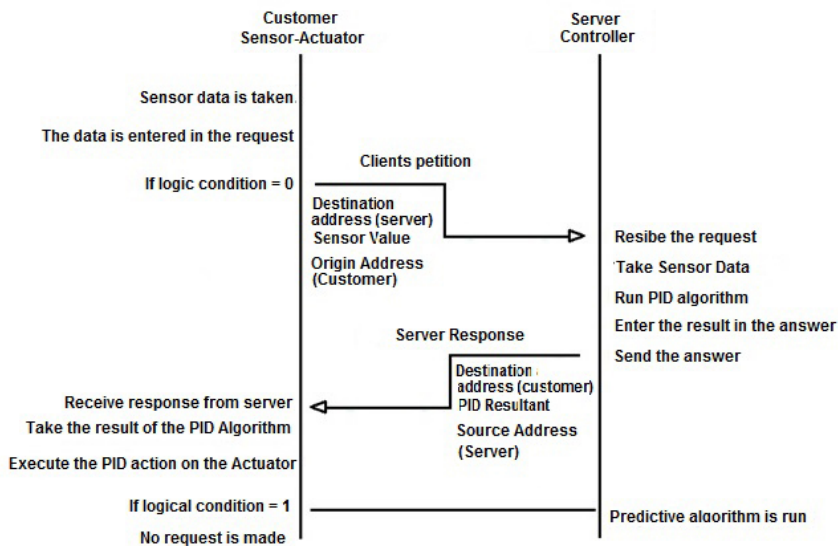 Customer
Sensor-Actuator
Server
Controller
Sensor data is taken
The data is entered in the request
Clients petition
If logic condition = 0
Destination
address (server)
Sensor Value
Origin Address
(Customer)
Resibe the request
Take Sensor Data
Run PID algorithm
Enter the result in the answer
Server Response
Send the answer
Destination
address (customer)
PID Resultant
Source Address
(Server)
Receive response from server
Take the result of the PID Algorithm
Execute the PID action on the Actuator
If logical condition = 1
Predictive algorithm is run
No request is made